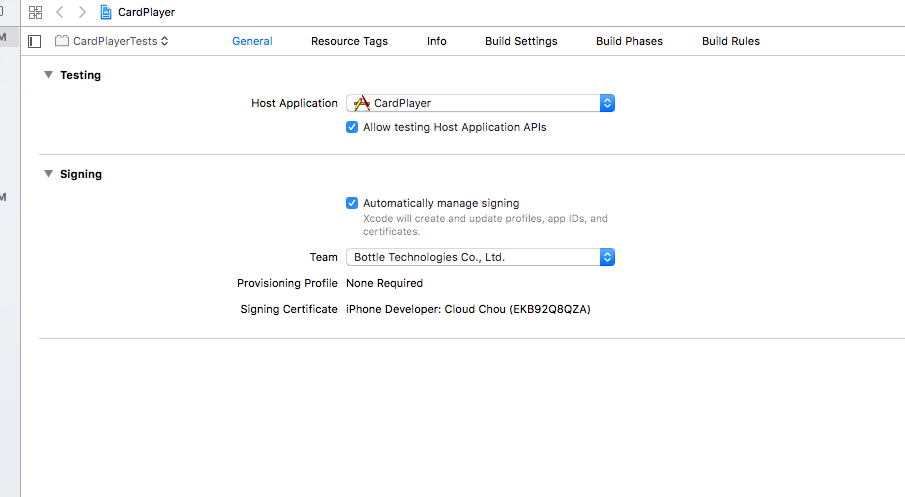 CardPlayer
M
CardPlayerTests
General
Resource Tags
Info
Build Settings
Build Phases
Build Rules
Testing
Host Application
CardPlayer
Allow testing Host Application APIs
Signing
M
Automatically manage signing
Xcode will create and update profiles, app IDs, and
certificates.
Team
Bottle Technologies Co., Ltd.
Provisioning Profile
None Required
Signing Certificate
iPhone Developer: Cloud Chou (EKB92Q8QZA)